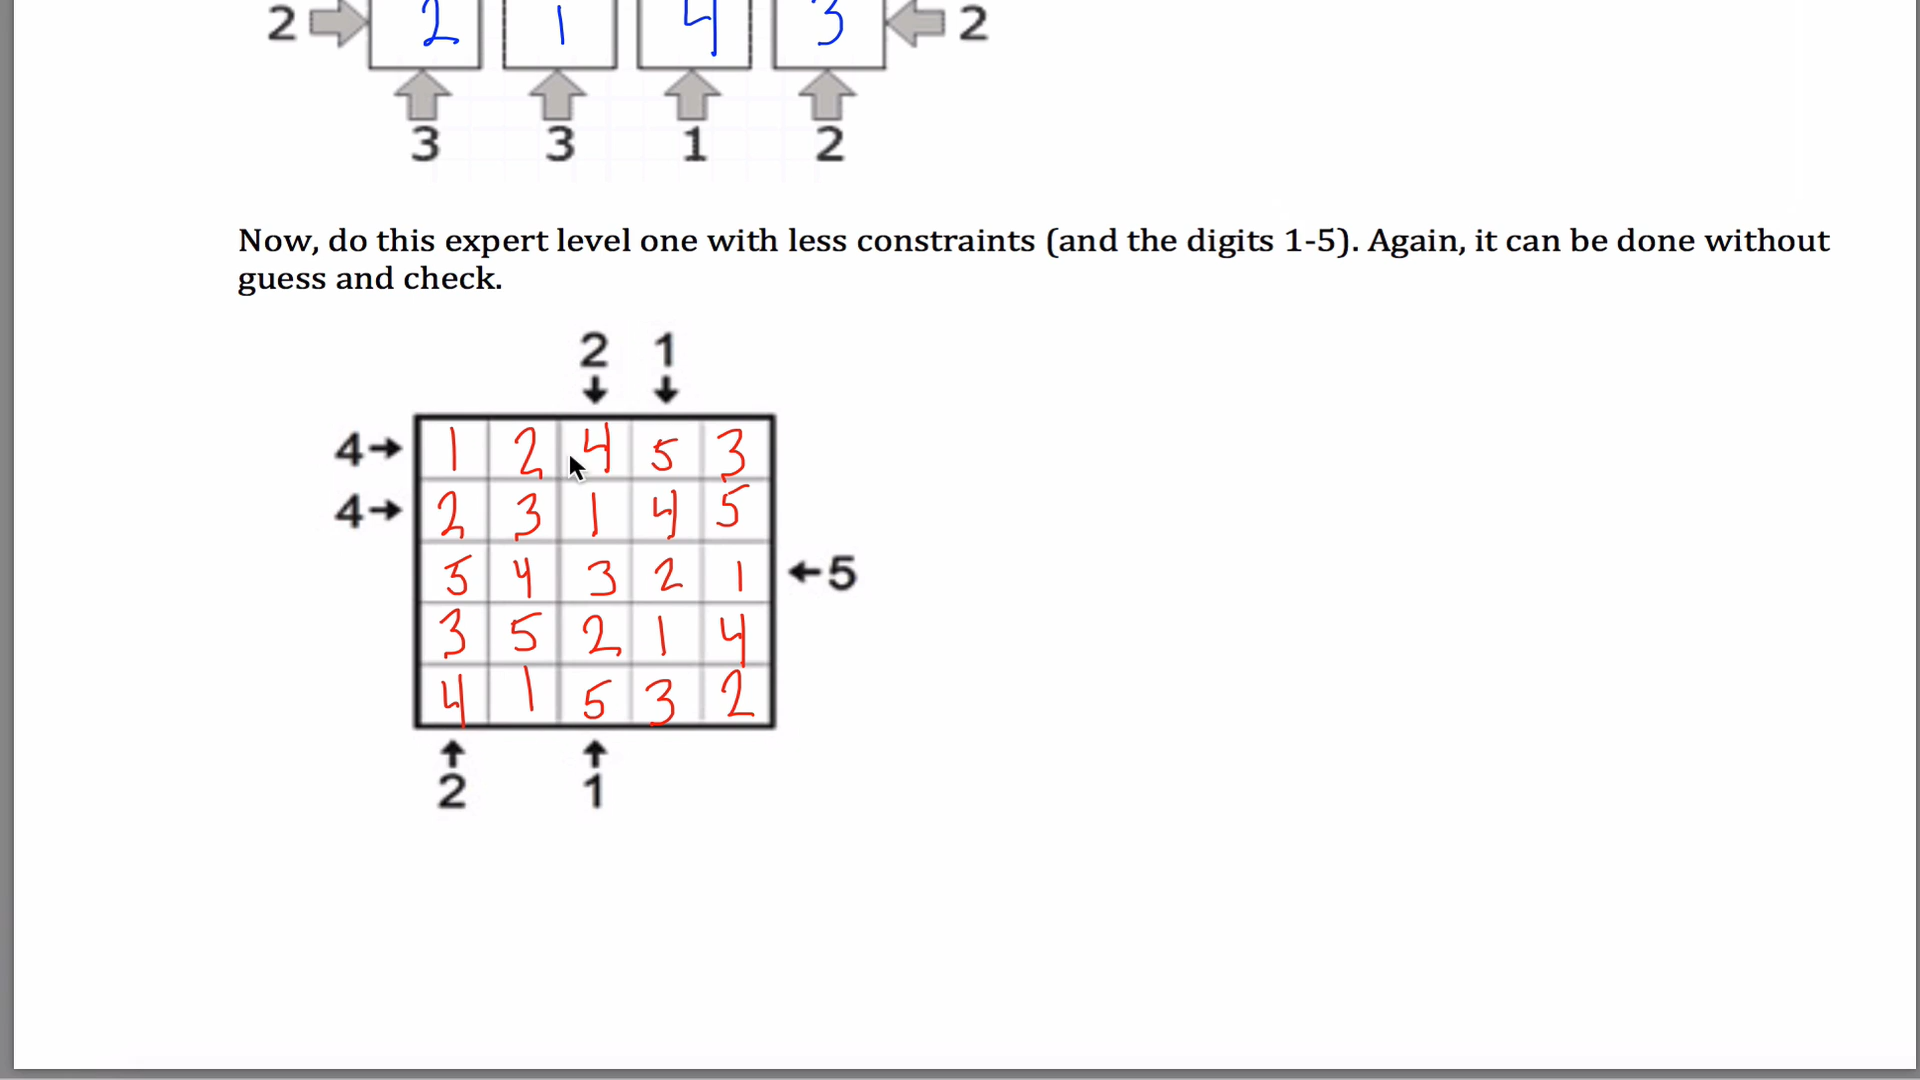 2 2 1 4 3 2
3 3 1 2
Now, do this expert level one with less constraints (and the digits 1-5). Again, it can be done without
guess and check.
2 1
4 1 2 4 5 3
4 2 3 1 4 5
5 4 3 2 1 5
3 5 2 1 4
4 1 5 3 2
2 1